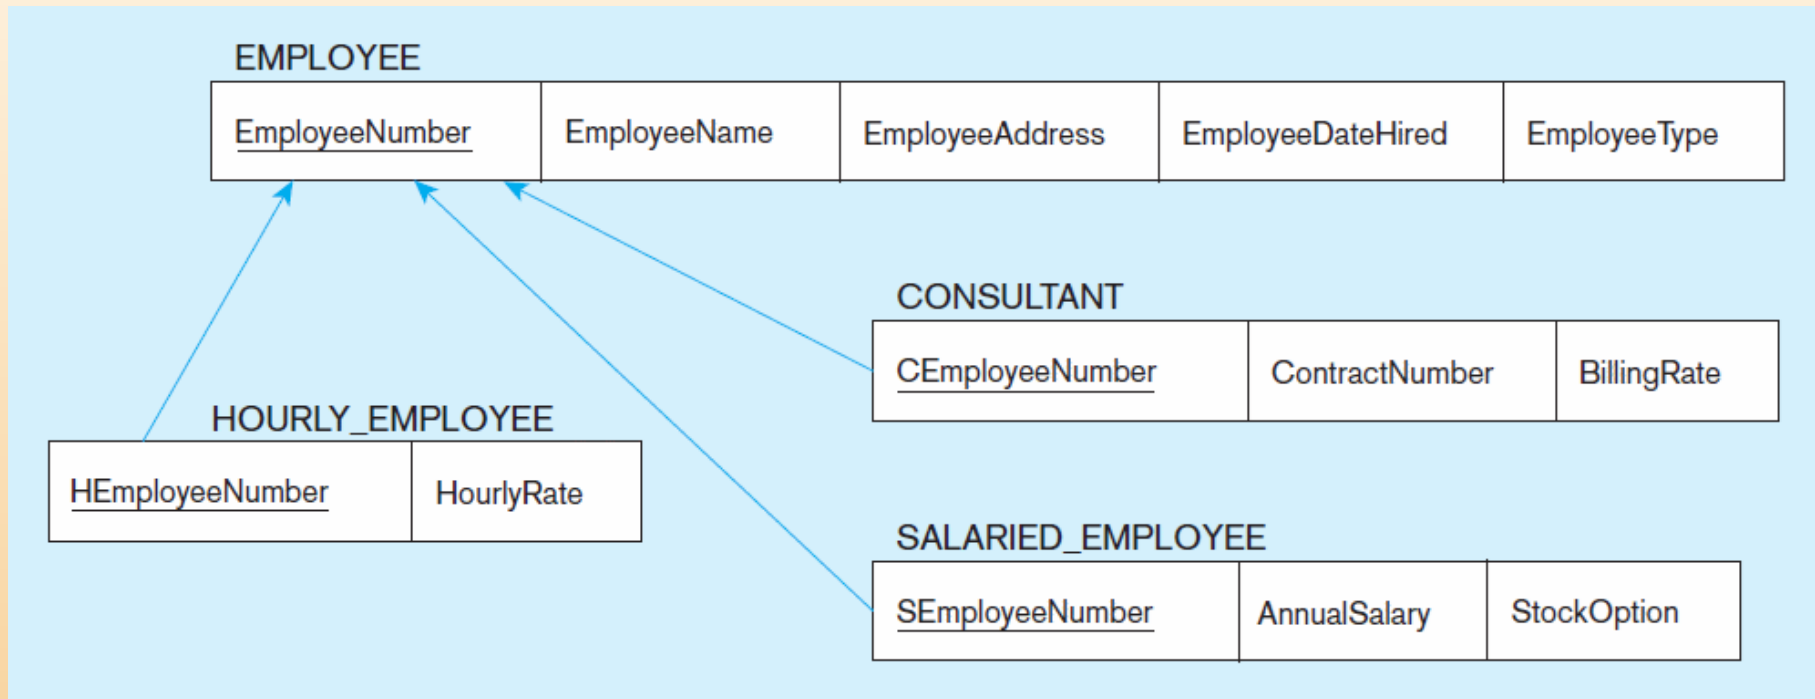 EMPLOYEE
EmployeeNumber EmployeeName EmployeeAddress EmployeeDateHired EmployeeType
CONSULTANT
CEmployeeNumber ContractNumber BillingRate
HOURLY_EMPLOYEE
HEmployeeNumber HourlyRate
SALARIED_EMPLOYEE
SEmployeeNumber AnnualSalary StockOption